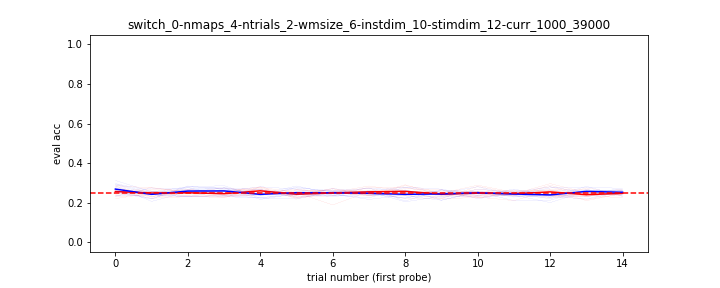 switch_0-nmaps_4-ntrials_2-wmsize_6-instdim_10-stimdim_12-curr_1000_39000
1.0
0.8
0.6
0.4
0.2
0.0
eval acc
0 2 4 6 8 10 12 14
trial number (first probe)